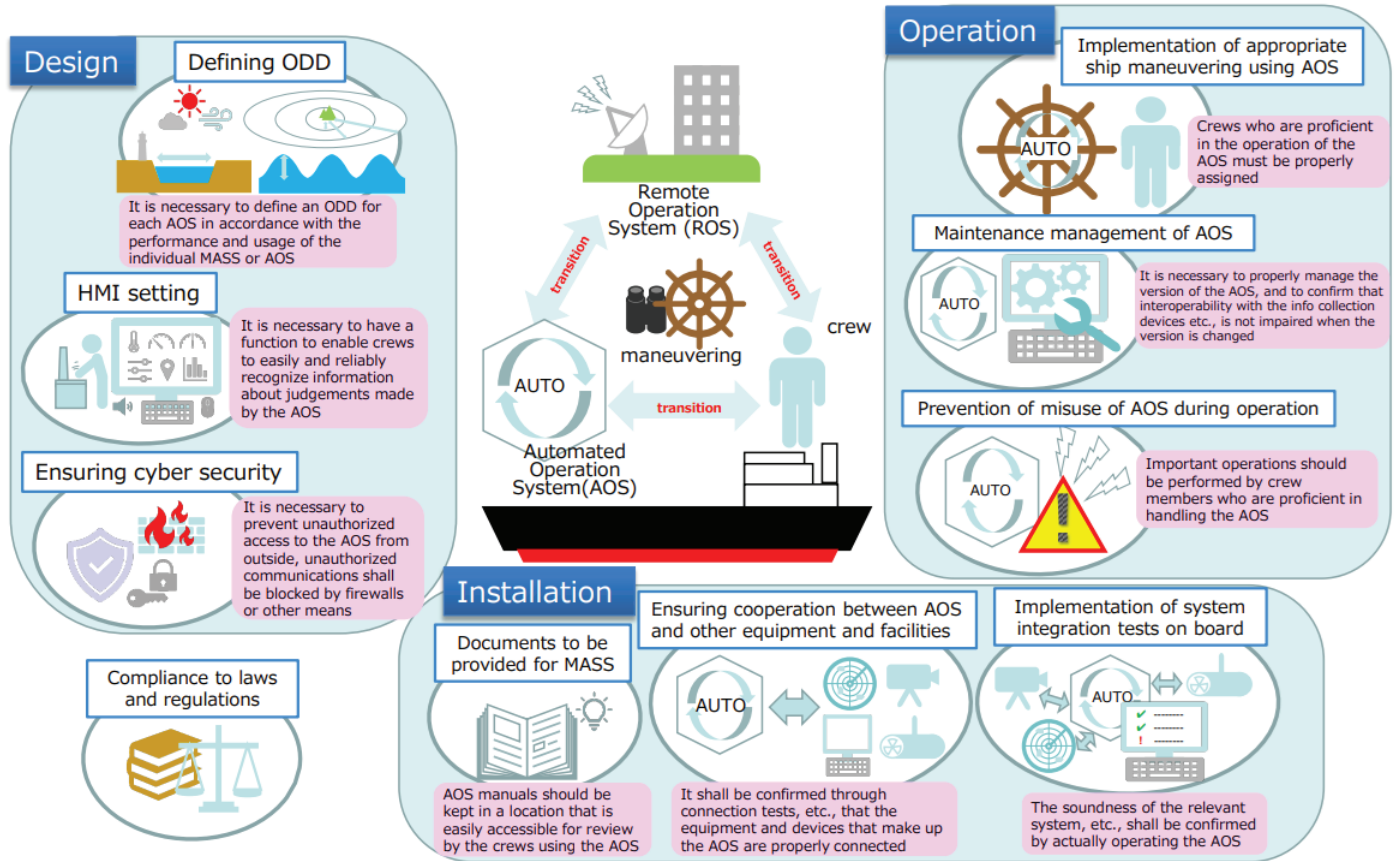 Design
Defining ODD
It is necessary to define an ODD for
each AOS in accordance with the
performance and usage of the
individual MASS or AOS
HMI setting
It is necessary to have a
function to enable crews
to easily and reliably
recognize information
about judgements made
by the AOS
Ensuring cyber security
It is necessary to
prevent unauthorized
access to the AOS from
outside, unauthorized
communications shall
be blocked by firewalls
or other means
Compliance to laws
and regulations
Remote
Operation
System (ROS)
transition
transition
maneuvering
crew
AUTO
transition
Automated
Operation
System(AOS)
Operation
Implementation of appropriate
ship maneuvering using AOS
AUTO
Crews who are proficient
in the operation of the
AOS must be properly
assigned
Maintenance management of AOS
AUTO
It is necessary to properly manage the
version of the AOS, and to confirm that
interoperability with the info collection
devices etc., is not impaired when the
version is changed
Prevention of misuse of AOS during operation
AUTO
!
Important operations should
be performed by crew
members who are proficient in
handling the AOS
Installation
Documents to be
provided for MASS
AOS manuals should be
kept in a location that is
easily accessible for review
by the crews using the AOS
Ensuring cooperation between AOS
and other equipment and facilities
AUTO
It shall be confirmed through
connection tests, etc., that the
equipment and devices that make up
the AOS are properly connected
Implementation of system
integration tests on board
AUTO
✓ --------
✓ --------
! --------
The soundness of the relevant
system, etc., shall be confirmed
by actually operating the AOS